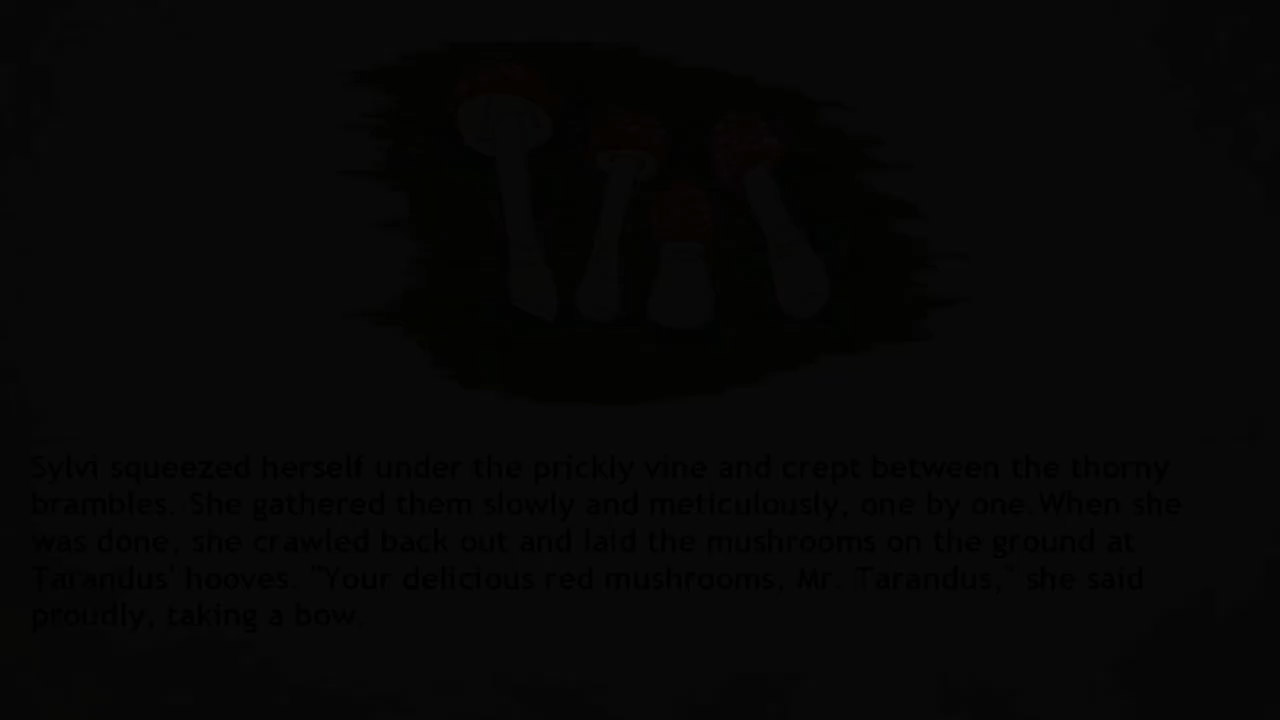 Sylvi squeezed herself under the prickly vine and crept between the thorny
brambles. She gathered them slowly and meticulously, one by one.When she
was done, she crawled back out and laid the mushrooms on the ground at
Tarandus' hooves. "Your delicious red mushrooms, Mr. Tarandus," she said
proudly, taking a bow.